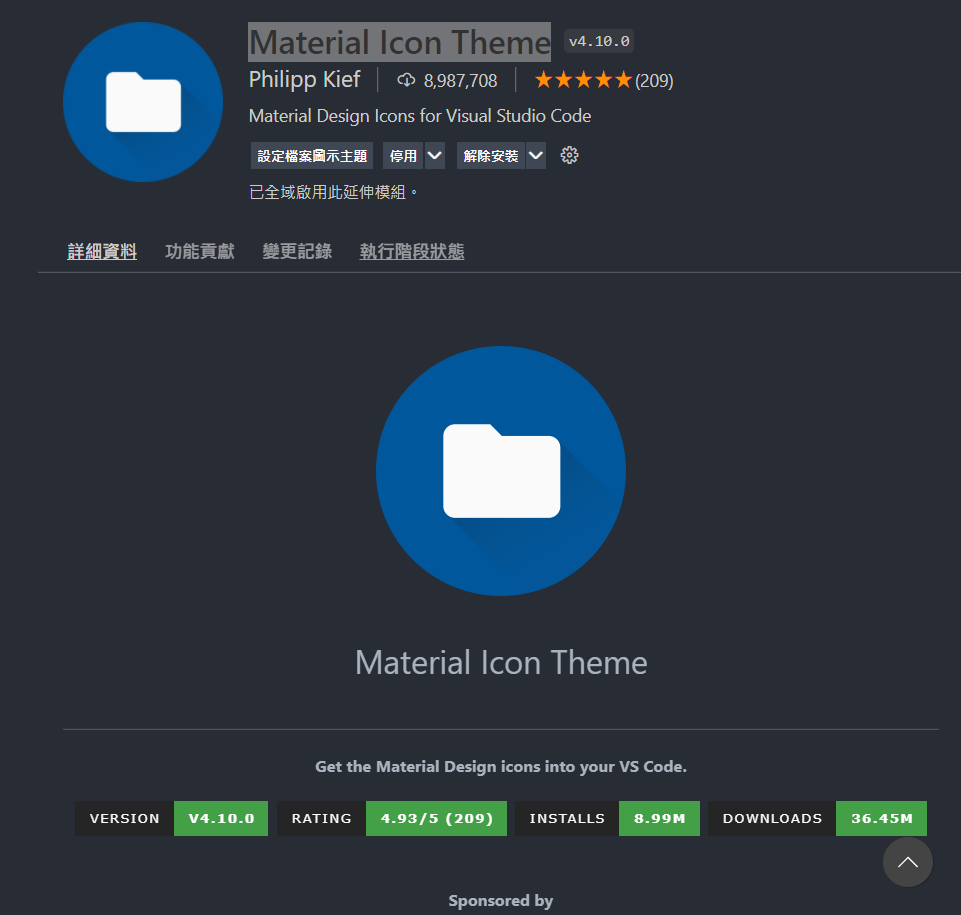 Material Icon Theme v4.10.0
Philipp Kief 8,987,708 (209)
Material Design Icons for Visual Studio Code
設定檔案圖示主題 停用 解除安裝
已全域啟用此延伸模組。
詳細資料 功能貢獻 變更記錄 執行階段狀態
Material Icon Theme
Get the Material Design icons into your VS Code.
VERSION V4.10.0 RATING 4.93/5 (209) INSTALLS 8.99M DOWNLOADS 36.45M
Sponsored by